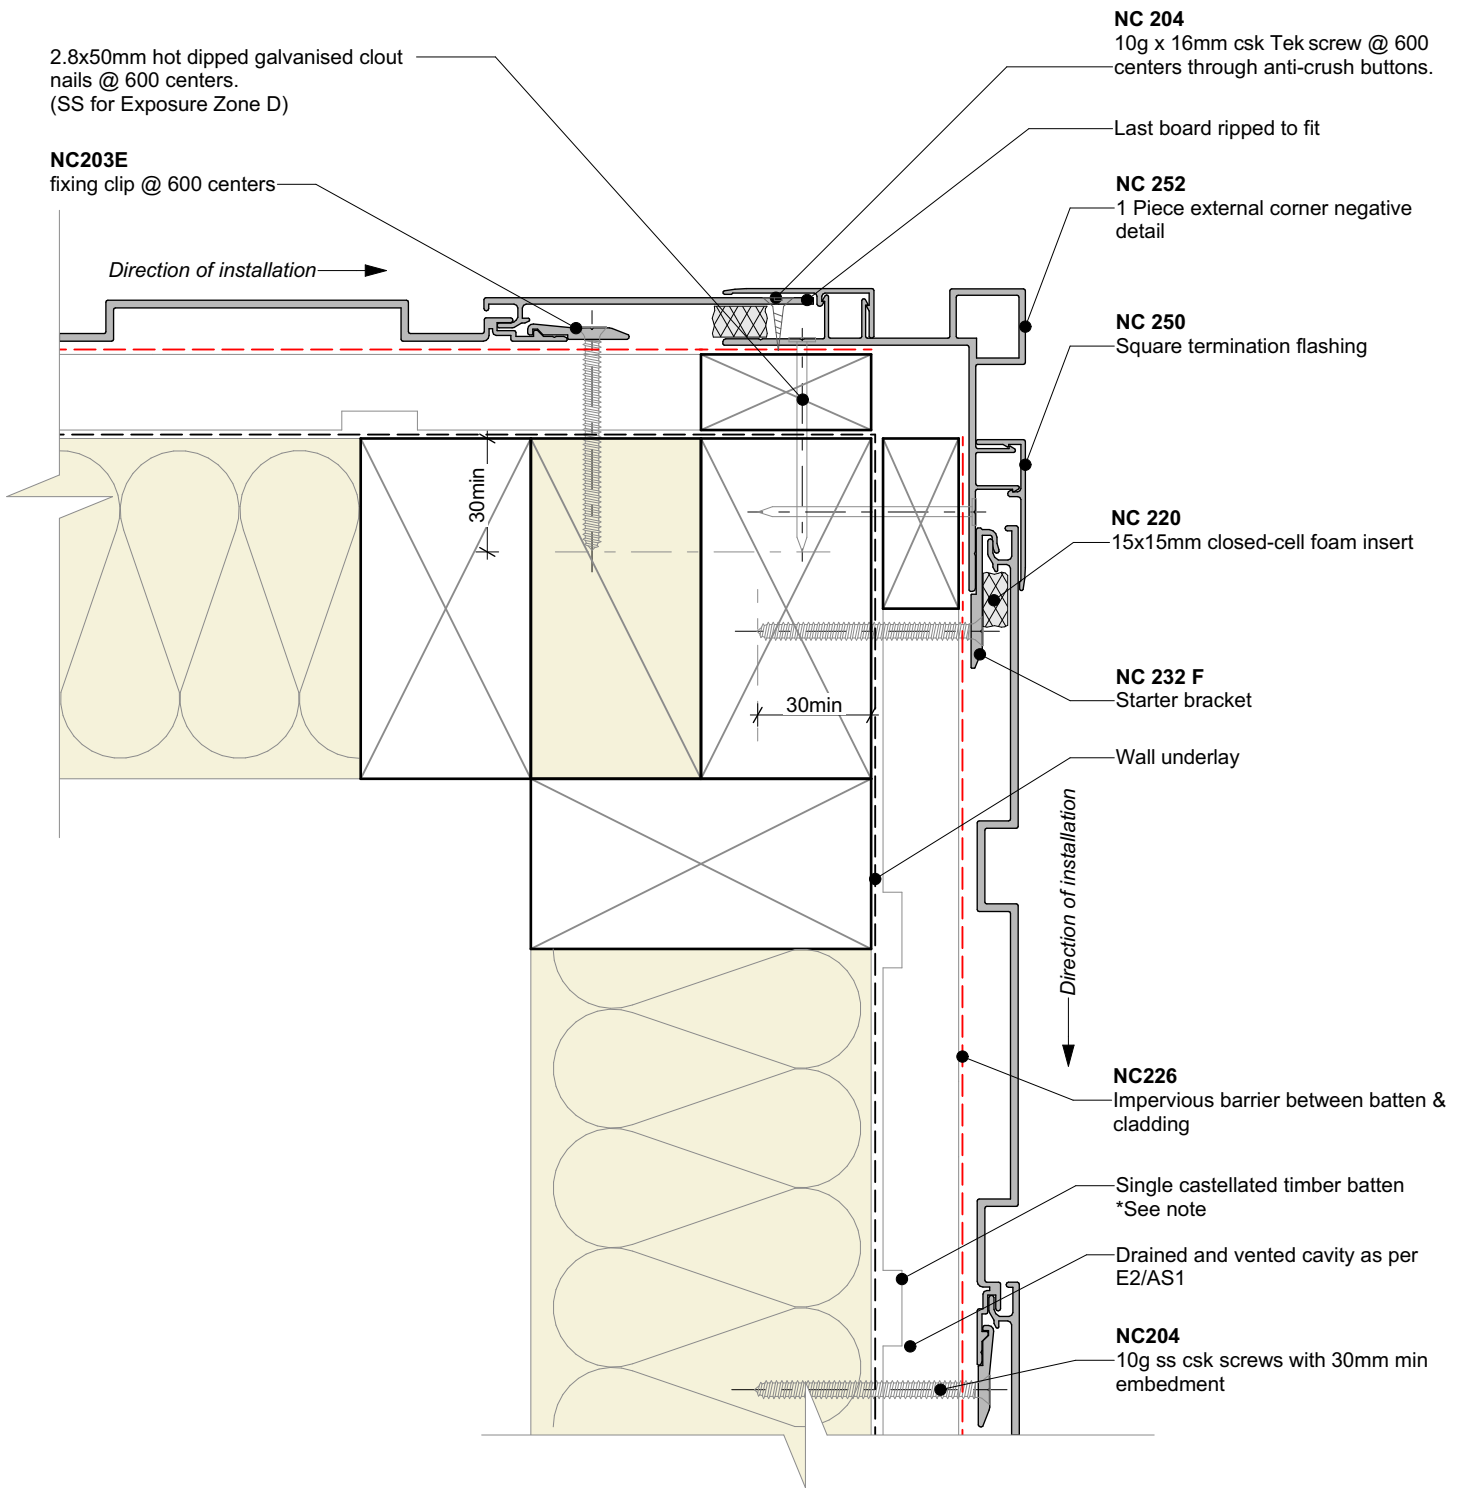 2.8x50mm hot dipped galvanised clout
nails @ 600 centers.
(SS for Exposure Zone D)
NC203E
fixing clip @ 600 centers
Direction of installation
NC 204
10g x 16mm csk Tek screw @ 600
centers through anti-crush buttons.
Last board ripped to fit
NC 252
1 Piece external corner negative
detail
NC 250
Square termination flashing
NC 220
15x15mm closed-cell foam insert
30min
30min
NC 232 F
Starter bracket
Wall underlay
Direction of installation
NC226
Impervious barrier between batten &
cladding
Single castellated timber batten
*See note
Drained and vented cavity as per
E2/AS1
NC204
10g ss csk screws with 30mm min
embedment